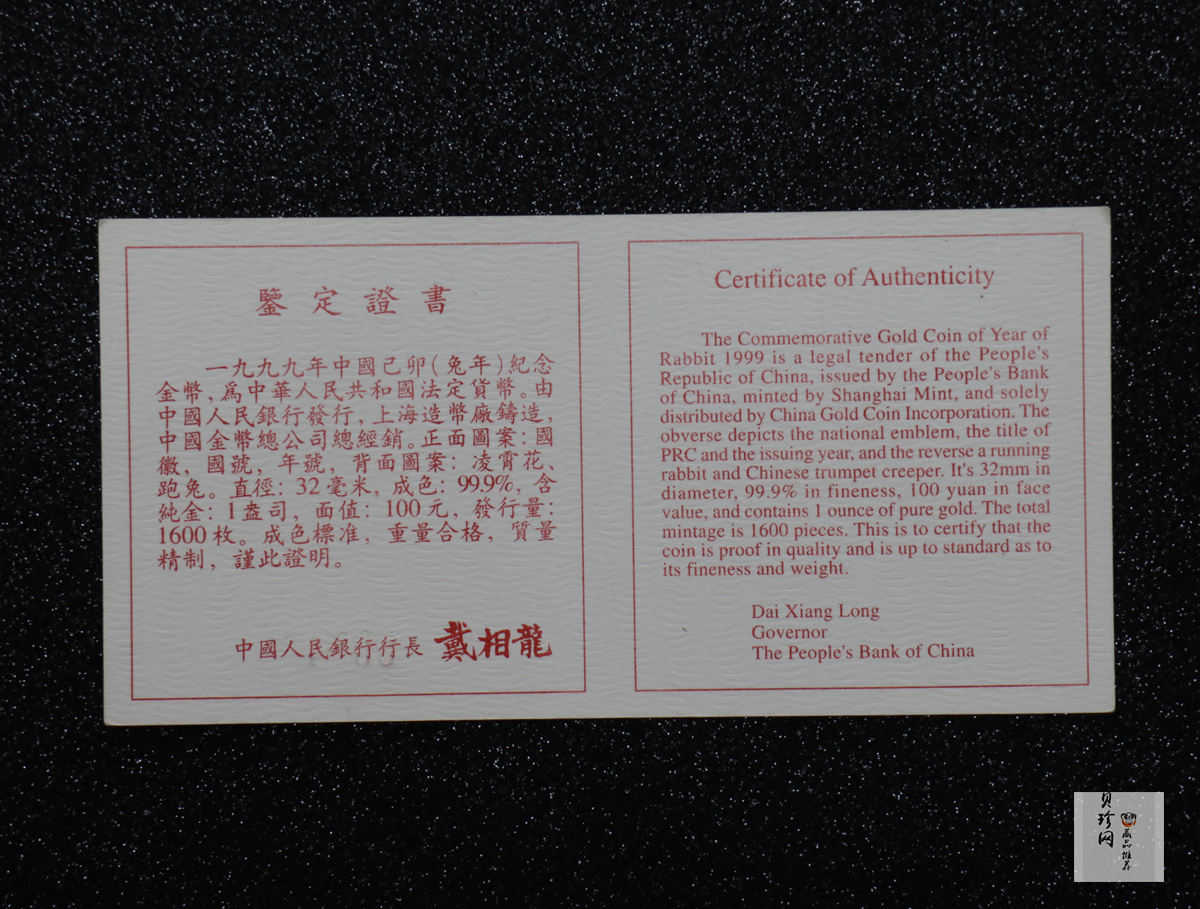 鑒定證書
一九九九年中國己卯(兔年)紀念
金幣,爲中華人民共和國法定貨幣。由
中國人民銀行發行,上海造幣廠鑄造,
中國金幣總公司總經銷。正面圖案:國
徽,國號,年號,背面圖案:凌霄花、
跑兔。直徑:32毫米,成色:99.9%,含
純金:1盎司,面值:100元,發行量:
1600枚。成色標准,重量合格,質量
精制,謹此證明。
中國人民銀行行長 戴相龍
Certificate of Authenticity
The Commemorative Gold Coin of Year of
Rabbit 1999 is a legal tender of the People's
Republic of China, issued by the People's Bank
of China, minted by Shanghai Mint, and solely
distributed by China Gold Coin Incorporation. The
obverse depicts the national emblem, the title of
PRC and the issuing year, and the reverse a running
rabbit and Chinese trumpet creeper. It's 32mm in
diameter, 99.9% in fineness, 100 yuan in face
value, and contains 1 ounce of pure gold. The total
mintage is 1600 pieces. This is to certify that the
coin is proof in quality and is up to standard as to
its fineness and weight.
Dai Xiang Long
Governor
The People's Bank of China
贝珍网
藏品推荐